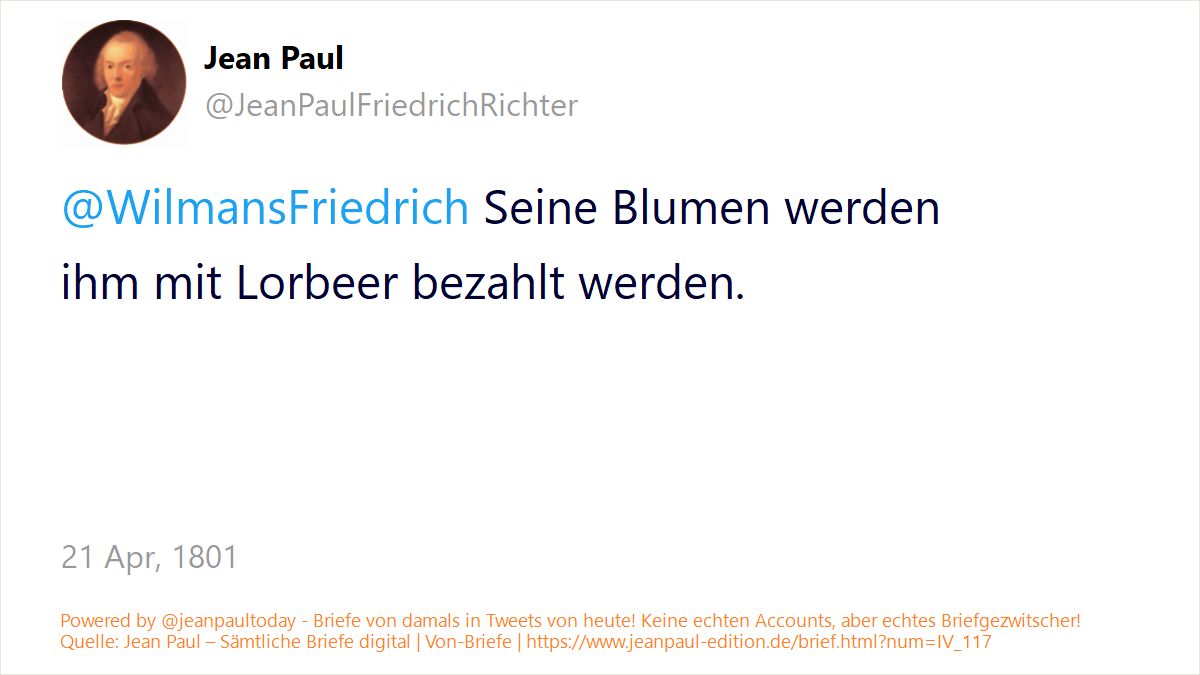 Jean Paul
@JeanPaulFriedrichRichter
@WilmansFriedrich Seine Blumen werden
ihm mit Lorbeer bezahlt werden.
21 Apr, 1801
Powered by @jeanpaultoday - Briefe von damals in Tweets von heute! Keine echten Accounts, aber echtes Briefgezwitscher!
Quelle: Jean Paul – Sämtliche Briefe digital | Von-Briefe | https://www.jeanpaul-edition.de/brief.html?num=IV_117